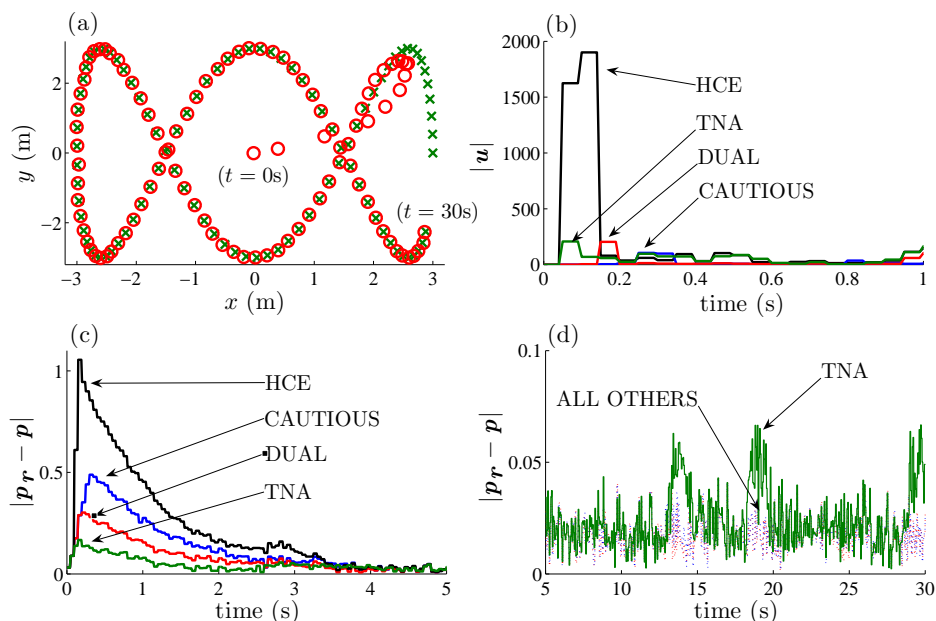 (a)
y (m)
2
0
−2
−3
−2
−1
0
1
2
3
x (m)
(t = 0s)
(t = 30s)
(b)
|u|
2000
1500
1000
500
0
0
0.2
0.4
0.6
0.8
1
time (s)
HCE
TNA
DUAL
CAUTIOUS
(c)
|p_r − p|
1
0.5
0
0
1
2
3
4
5
time (s)
HCE
CAUTIOUS
DUAL
TNA
(d)
|p_r − p|
0.1
0.05
0
5
10
15
20
25
30
time (s)
TNA
ALL OTHERS